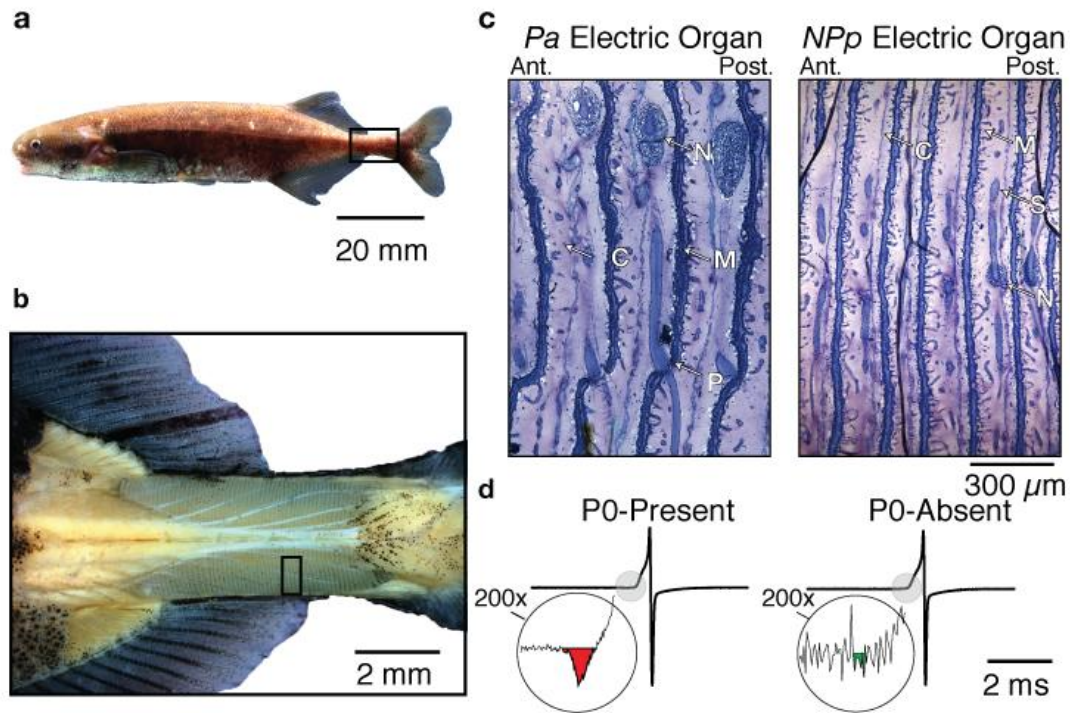 a
20 mm
b
2 mm
c
Pa Electric Organ
Ant.
Post.
N
C
M
P
NPp Electric Organ
Ant.
Post.
C
M
S
N
300 µm
d
P0-Present
200x
P0-Absent
200x
2 ms